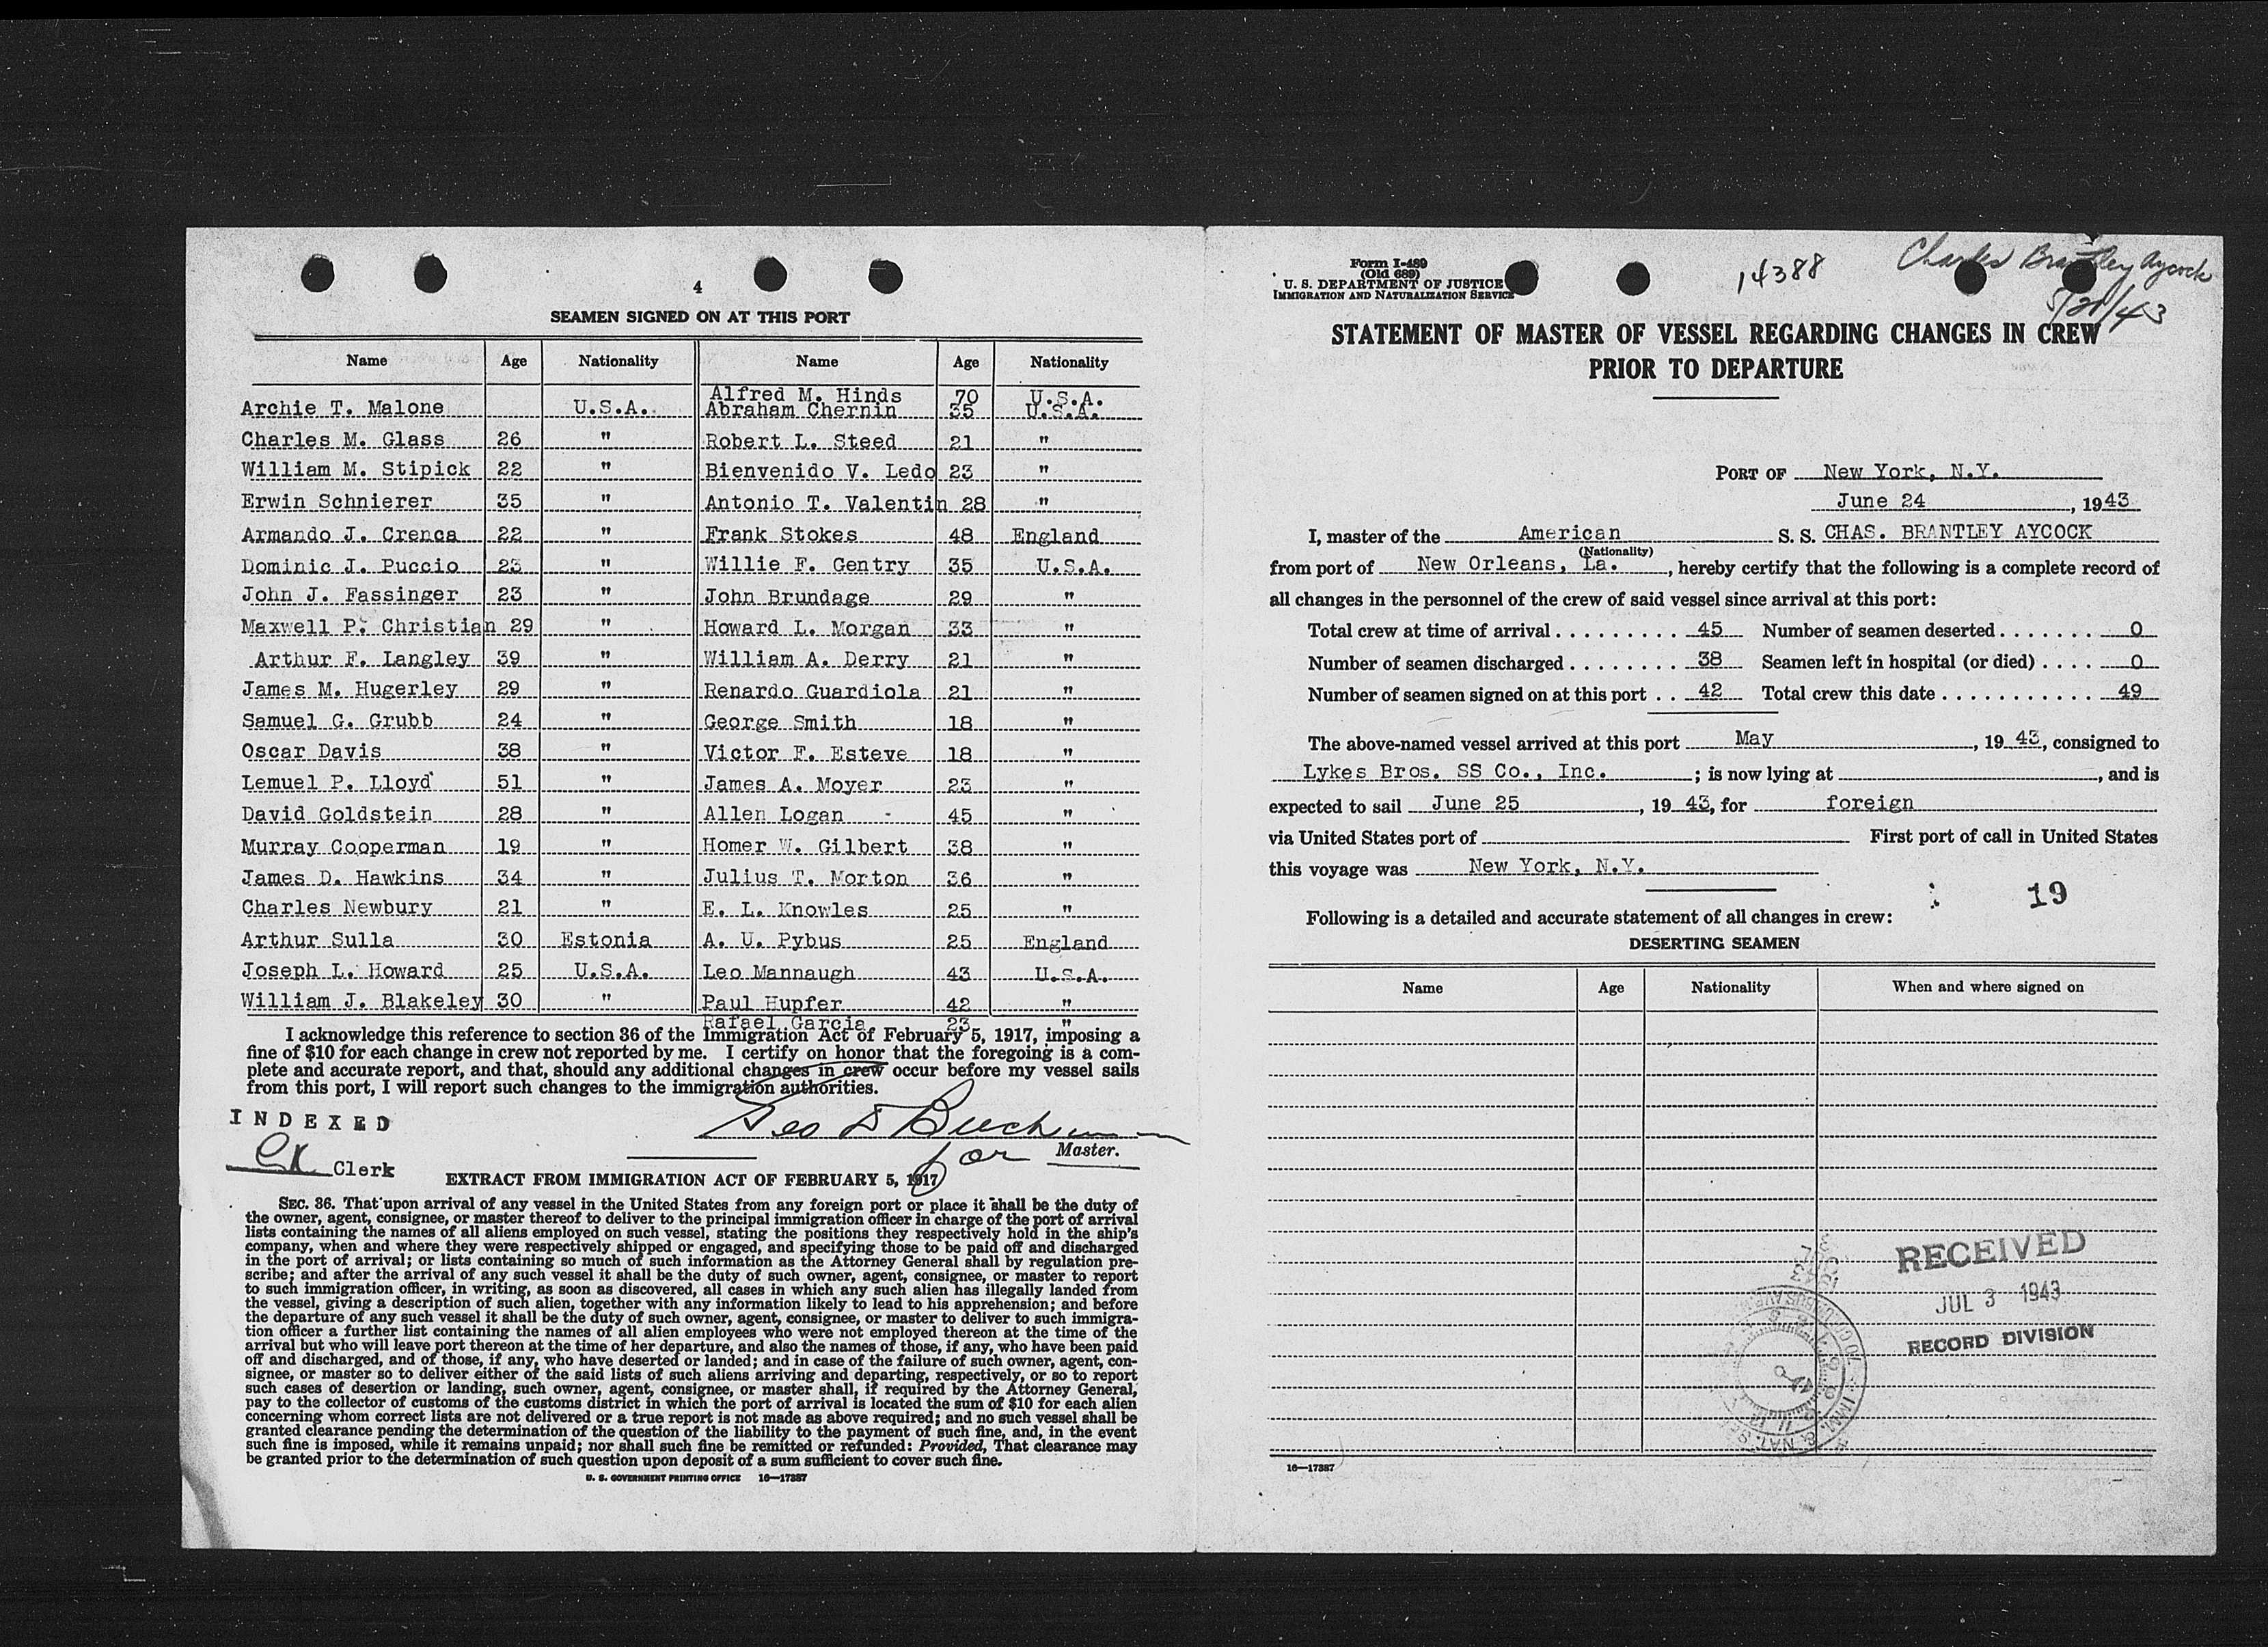 4
SEAMEN SIGNED ON AT THIS PORT
Name Age Nationality Name Age Nationality
Alfred M. Hinds 70 U.S.A.
Archie T. Malone U.S.A. Abraham Chernin 35 U.S.A.
Charles M. Glass 26 " Robert L. Steed 21 "
William M. Stipick 22 " Bienvenido V. Ledo 23 "
Erwin Schnierer 35 " Antonio T. Valentin 28 "
Armando J. Crenca 22 " Frank Stokes 48 England
Dominic J. Puccio 23 " Willie F. Gentry 35 U.S.A.
John J. Fassinger 23 " John Brundage 29 "
Maxwell P. Christian 29 " Howard L. Morgan 33 "
Arthur F. Langley 39 " William A. Derry 21 "
James M. Hugerley 29 " Renardo Guardiola 21 "
Samuel G. Grubb 24 " George Smith 18 "
Oscar Davis 38 " Victor F. Esteve 18 "
Lemuel P. Lloyd 51 " James A. Moyer 23 "
David Goldstein 28 " Allen Logan - 45 "
Murray Cooperman 19 " Homer W. Gilbert 38 "
James D. Hawkins 34 " Julius T. Morton 36 "
Charles Newbury 21 " E. L. Knowles 25 "
Arthur Sulla 30 Estonia A. U. Pybus 25 England
Joseph L. Howard 25 U.S.A. Leo Mannaugh 43 U.S.A.
William J. Blakeley 30 " Paul Hupfer 42 "
Rafael Garcia 23 "
I acknowledge this reference to section 36 of the Immigration Act of February 5, 1917, imposing a
fine of $10 for each change in crew not reported by me. I certify on honor that the foregoing is a com-
plete and accurate report, and that, should any additional changes in crew occur before my vessel sails
from this port, I will report such changes to the immigration authorities.
INDEXED
Geo D
for Master.
Clerk
EXTRACT FROM IMMIGRATION ACT OF FEBRUARY 5, 1917
SEC. 36. That upon arrival of any vessel in the United States from any foreign port or place it shall be the duty of
the owner, agent, consignee, or master thereof to deliver to the principal immigration officer in charge of the port of arrival
lists containing the names of all aliens employed on such vessel, stating the positions they respectively hold in the ship's
company, when and where they were respectively shipped or engaged, and specifying those to be paid off and discharged
in the port of arrival; or lists containing so much of such information as the Attorney General shall by regulation pre-
scribe; and after the arrival of any such vessel it shall be the duty of such owner, agent, consignee, or master to report
to such immigration officer, in writing, as soon as discovered, all cases in which any such alien has illegally landed from
the vessel, giving a description of such alien, together with any information likely to lead to his apprehension; and before
the departure of any such vessel it shall be the duty of such owner, agent, consignee, or master to deliver to such immigra-
tion officer a further list containing the names of all alien employees who were not employed thereon at the time of the
arrival but who will leave port thereon at the time of her departure, and also the names of those, if any, who have been paid
off and discharged, and of those, if any, who have deserted or landed; and in case of the failure of such owner, agent, con-
signee, or master so to deliver either of the said lists of such aliens arriving and departing, respectively, or so to report
such cases of desertion or landing, such owner, agent, consignee, or master shall, if required by the Attorney General,
pay to the collector of customs of the customs district in which the port of arrival is located the sum of $10 for each alien
concerning whom correct lists are not delivered or a true report is not made as above required; and no such vessel shall be
granted clearance pending the determination of the question of the liability to the payment of such fine, and, in the event
such fine is imposed, while it remains unpaid; nor shall such fine be remitted or refunded: Provided, That clearance may
be granted prior to the determination of such question upon deposit of a sum sufficient to cover such fine.
U. S. GOVERNMENT PRINTING OFFICE 16—17387
Form I-489
(Old 689)
U. S. DEPARTMENT OF JUSTICE
IMMIGRATION AND NATURALIZATION SERVICE
14388
Charles Brantley Aycock
5/20/43
STATEMENT OF MASTER OF VESSEL REGARDING CHANGES IN CREW
PRIOR TO DEPARTURE
PORT OF New York, N.Y.
June 24, 1943
I, master of the American S. S. CHAS. BRANTLEY AYCOCK
(Nationality)
from port of New Orleans, La., hereby certify that the following is a complete record of
all changes in the personnel of the crew of said vessel since arrival at this port:
Total crew at time of arrival . . . . . . . . . 45 Number of seamen deserted . . . . . . . 0
Number of seamen discharged . . . . . . . . 38 Seamen left in hospital (or died) . . . . 0
Number of seamen signed on at this port . . 42 Total crew this date . . . . . . . . . . . . 49
The above-named vessel arrived at this port May, 1943, consigned to
Lykes Bros. SS Co., Inc.; is now lying at , and is
expected to sail June 25, 1943, for foreign
via United States port of First port of call in United States
this voyage was New York, N.Y.
19
Following is a detailed and accurate statement of all changes in crew:
DESERTING SEAMEN
Name Age Nationality When and where signed on
RECEIVED
JUL 3 1943
RECORD DIVISION
16—17387